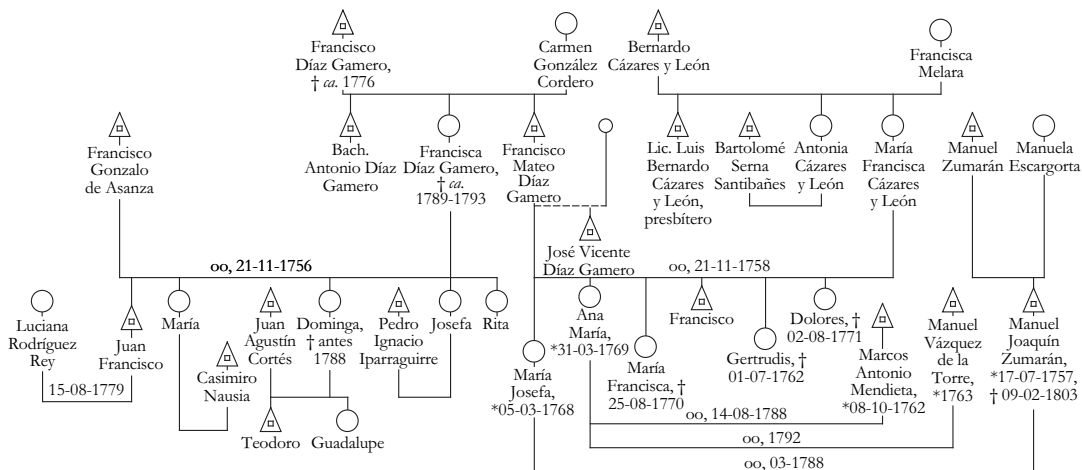 Francisco
Díaz Gamero,
† ca. 1776
Carmen
González
Cordero
Bernardo
Cázares y León
Francisca
Melara
Francisco
Gonzalo
de Asanza
Bach.
Antonio Díaz
Gamero
Francisca
Díaz Gamero,
† ca.
1789-1793
Francisco
Mateo
Díaz
Gamero
Lic. Luis
Bernardo
Cázares
y León,
presbítero
Bartolomé
Serna
Santibañes
Antonia
Cázares
y León
María
Francisca
Cázares
y León
Manuel
Zumarán
Manuela
Escargorta
José Vicente
Díaz Gamero
oo, 21-11-1756
oo, 21-11-1758
Luciana
Rodríguez
Rey
Juan
Francisco
15-08-1779
María
Casimiro
Nausia
Juan
Agustín
Cortés
Dominga,
† antes
1788
Teodoro
Guadalupe
Pedro
Ignacio
Iparraguirre
Josefa
Rita
María
Josefa,
*05-03-1768
Ana
María,
*31-03-1769
María
Francisca, †
25-08-1770
Francisco
Gertrudis, †
01-07-1762
Dolores, †
02-08-1771
Marcos
Antonio
Mendieta,
*08-10-1762
Manuel
Vázquez
de la
Torre,
*1763
Manuel
Joaquín
Zumarán,
*17-07-1757,
† 09-02-1803
oo, 14-08-1788
oo, 1792
oo, 03-1788